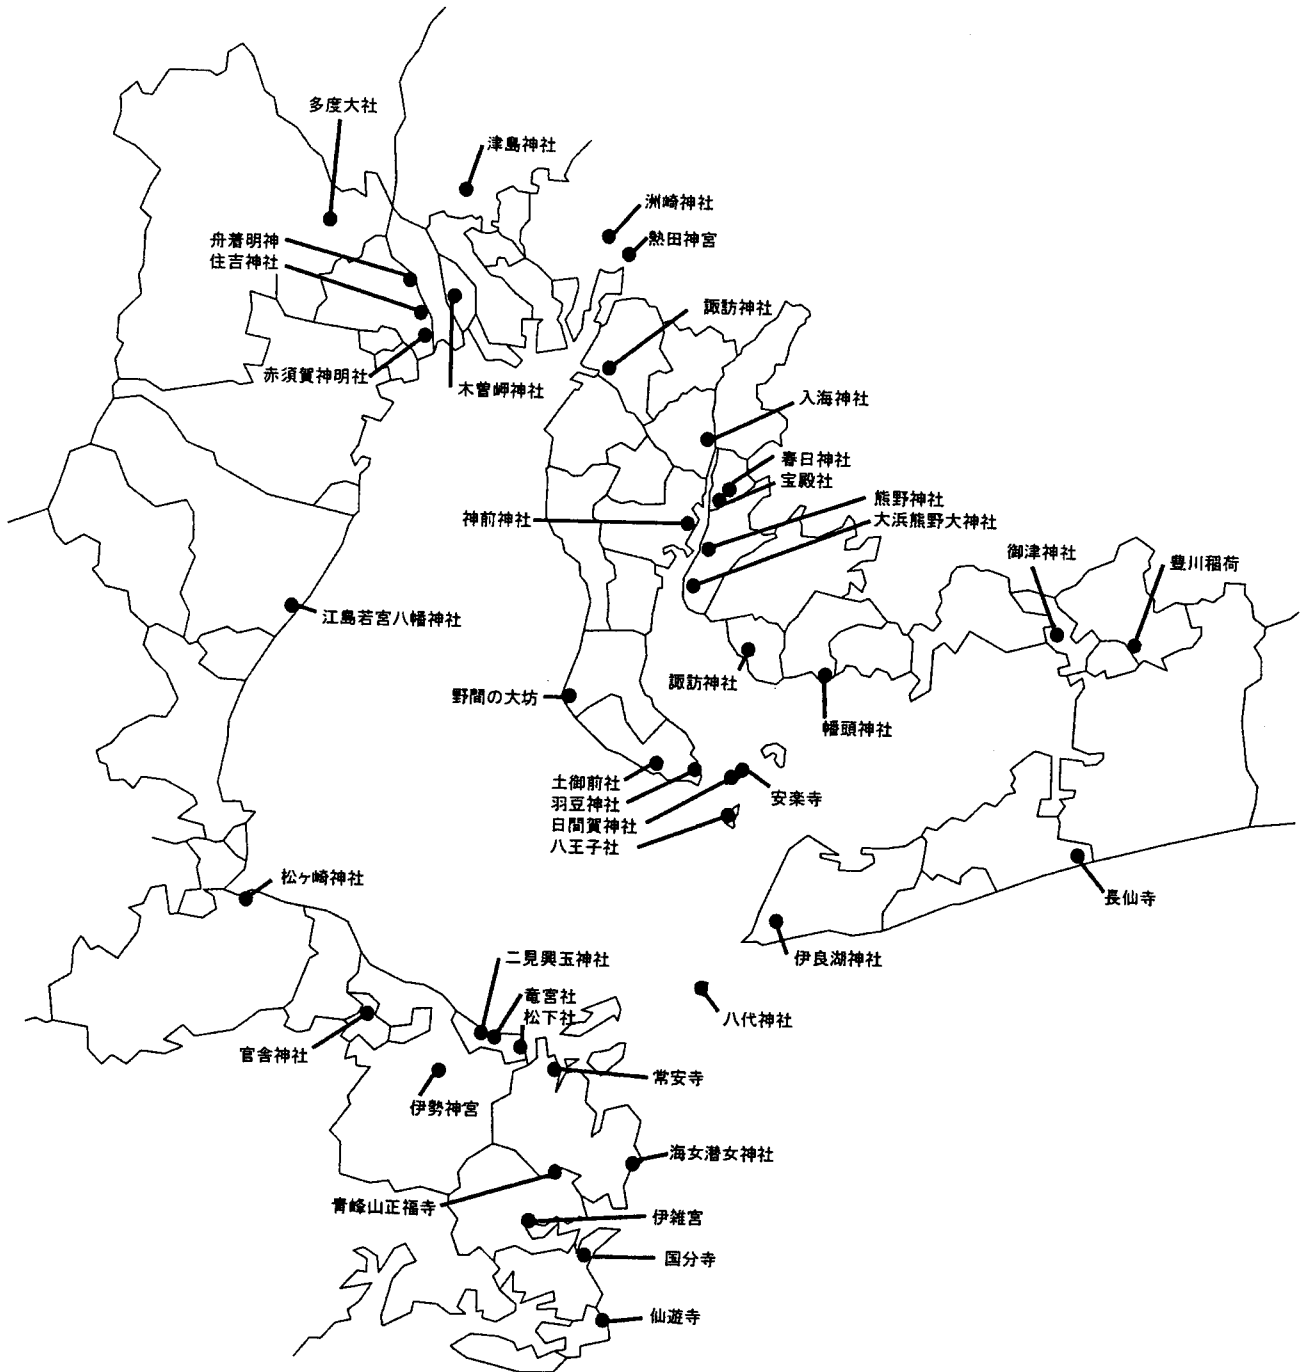 多度大社
津島神社
洲崎神社
熱田神宮
舟着明神
住吉神社
諏訪神社
赤須賀神明社
木曽岬神社
入海神社
春日神社
宝殿社
熊野神社
神前神社
大浜熊野大神社
御津神社
豊川稲荷
江島若宮八幡神社
諏訪神社
野間の大坊
幡頭神社
土御前社
羽豆神社
日間賀神社
八王子社
安楽寺
松ヶ崎神社
長仙寺
二見興玉神社
伊良湖神社
竜宮社
松下社
八代神社
官舎神社
常安寺
伊勢神宮
海女潜女神社
青峰山正福寺
伊雑宮
国分寺
仙遊寺